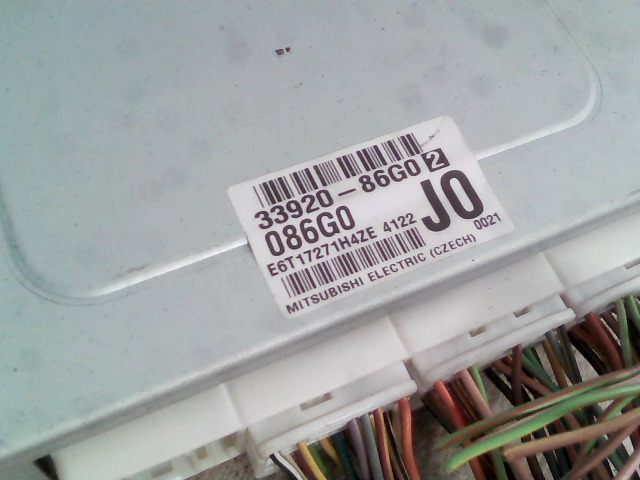 33920-86G0 2
086G0 J0
E6T17271H4ZE 4122 0021
MITSUBISHI ELECTRIC (CZECH)